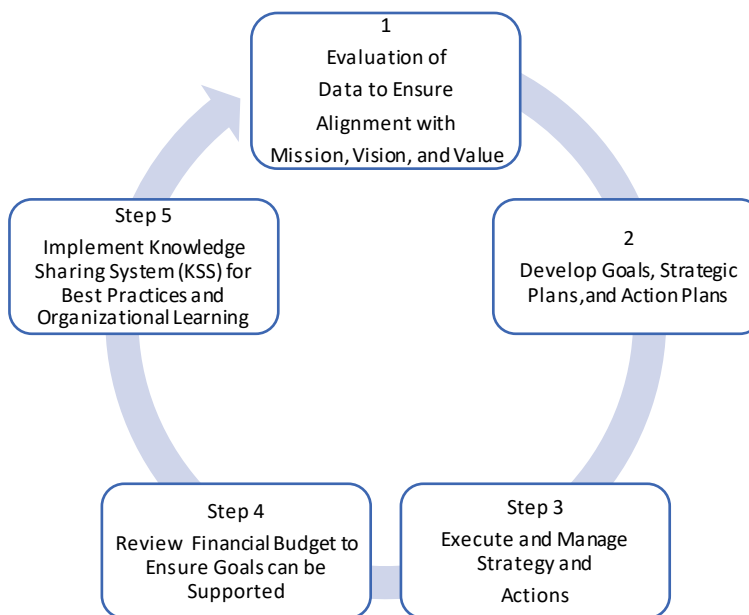 1
Evaluation of
Data to Ensure
Alignment with
Mission, Vision, and Value
2
Develop Goals, Strategic
Plans, and Action Plans
Step 3
Execute and Manage
Strategy and
Actions
Step 4
Review Financial Budget to
Ensure Goals can be
Supported
Step 5
Implement Knowledge
Sharing System (KSS) for
Best Practices and
Organizational Learning